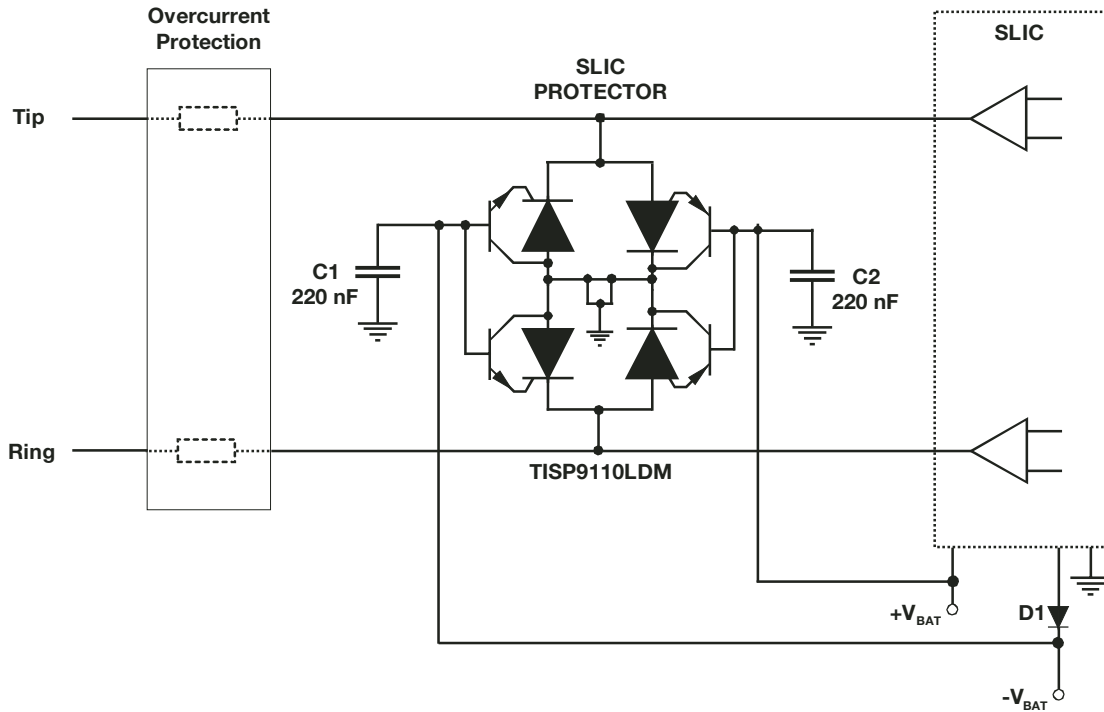 Overcurrent
Protection
SLIC
SLIC
PROTECTOR
Tip
C1
220 nF
C2
220 nF
Ring
TISP9110LDM
+VBAT
D1
-VBAT